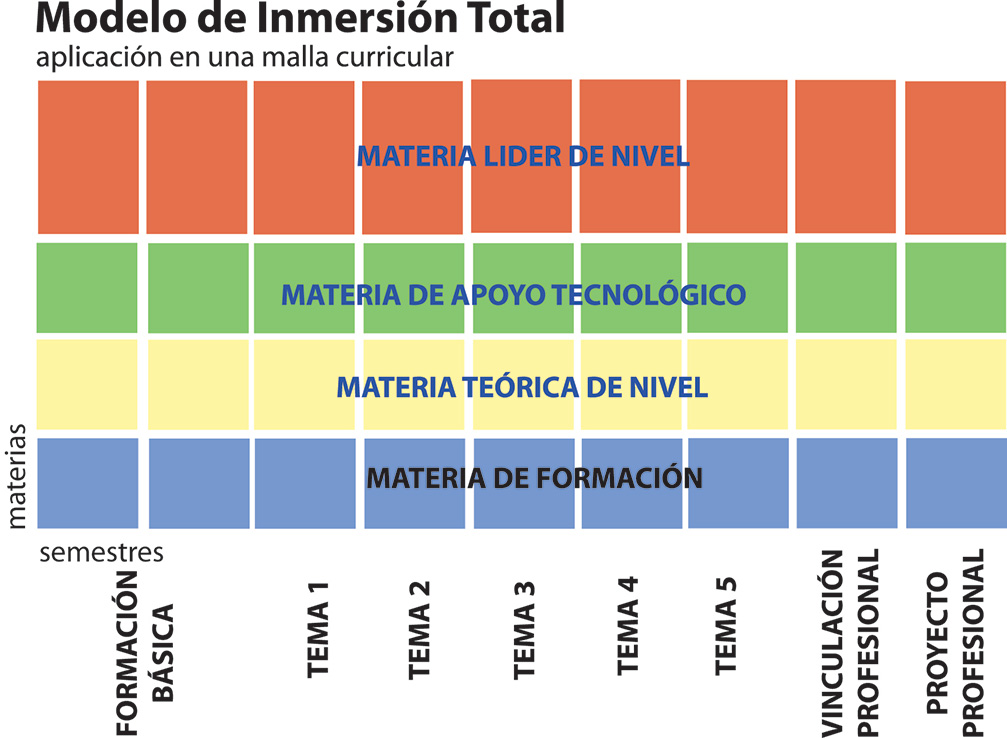 Modelo de Inmersión Total
aplicación en una malla curricular
MATERIA LIDER DE NIVEL
MATERIA DE APOYO TECNOLÓGICO
MATERIA TEÓRICA DE NIVEL
MATERIA DE FORMACIÓN
materias
semestres
FORMACIÓN
BÁSICA
TEMA 1
TEMA 2
TEMA 3
TEMA 4
TEMA 5
VINCULACIÓN
PROFESIONAL
PROYECTO
PROFESIONAL